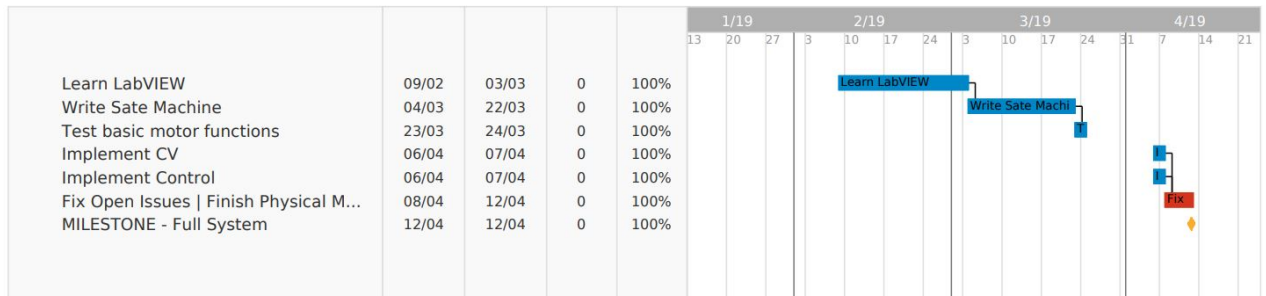 1/19 2/19 3/19 4/19
13 20 27 3 10 17 24 3 10 17 24 31 7 14 21
Learn LabVIEW 09/02 03/03 0 100% Learn LabVIEW
Write Sate Machine 04/03 22/03 0 100% Write Sate Machi
Test basic motor functions 23/03 24/03 0 100% T
Implement CV 06/04 07/04 0 100% I
Implement Control 06/04 07/04 0 100% I
Fix Open Issues | Finish Physical M... 08/04 12/04 0 100% Fix
MILESTONE - Full System 12/04 12/04 0 100%